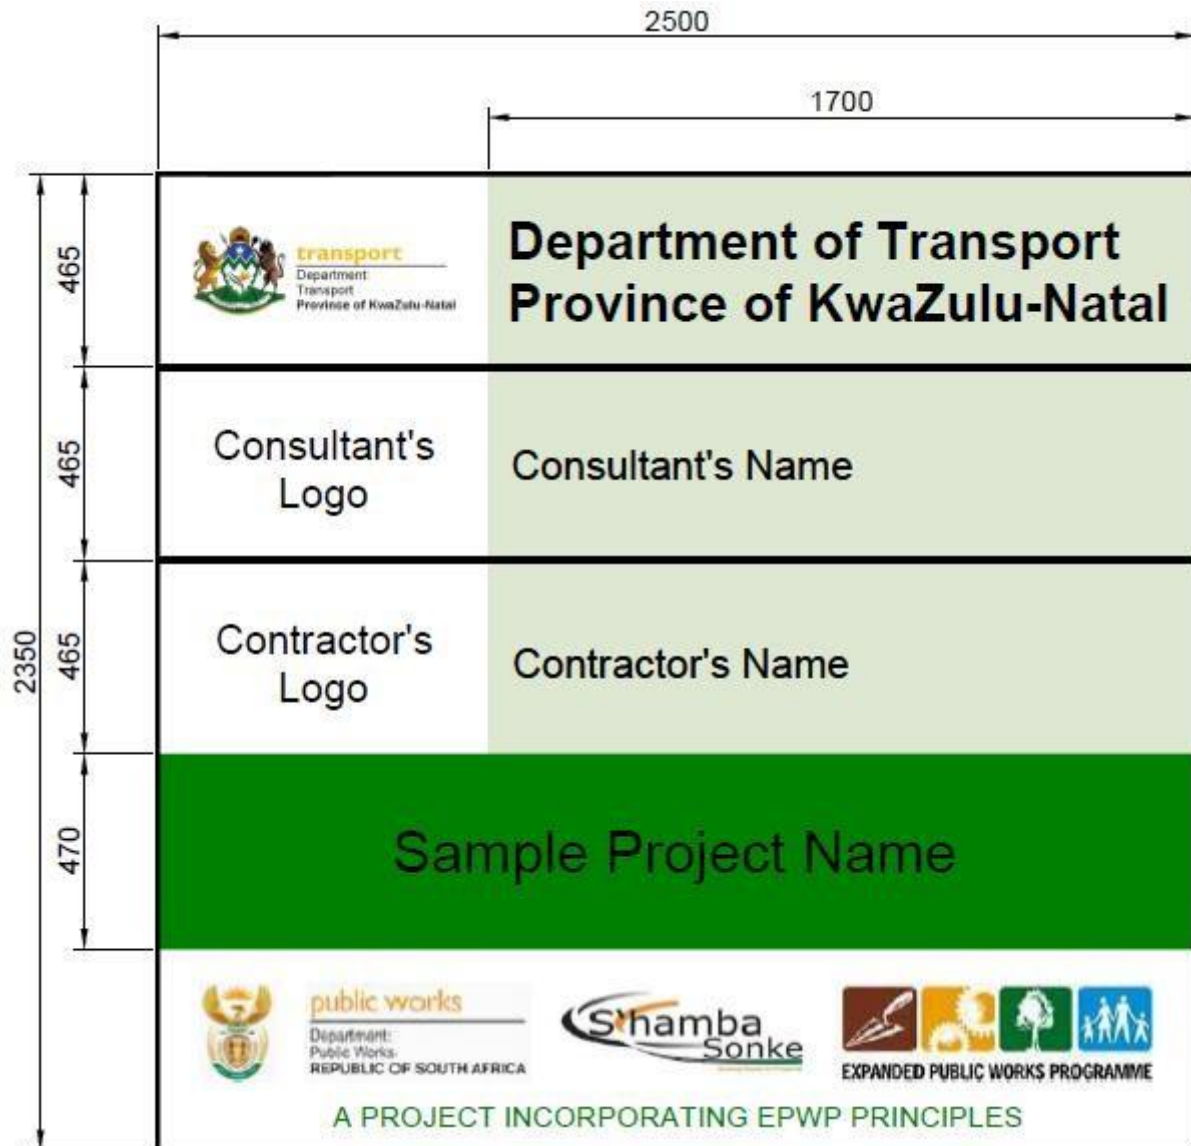 2500
1700
465
transport
Department
Transport
Province of KwaZulu-Natal
Department of Transport
Province of KwaZulu-Natal
465
Consultant's
Logo
Consultant's Name
2350
465
Contractor's
Logo
Contractor's Name
470
Sample Project Name
public works
Department:
Public Works
REPUBLIC OF SOUTH AFRICA
S'hamba
Sonke
EXPANDED PUBLIC WORKS PROGRAMME
A PROJECT INCORPORATING EPWP PRINCIPLES